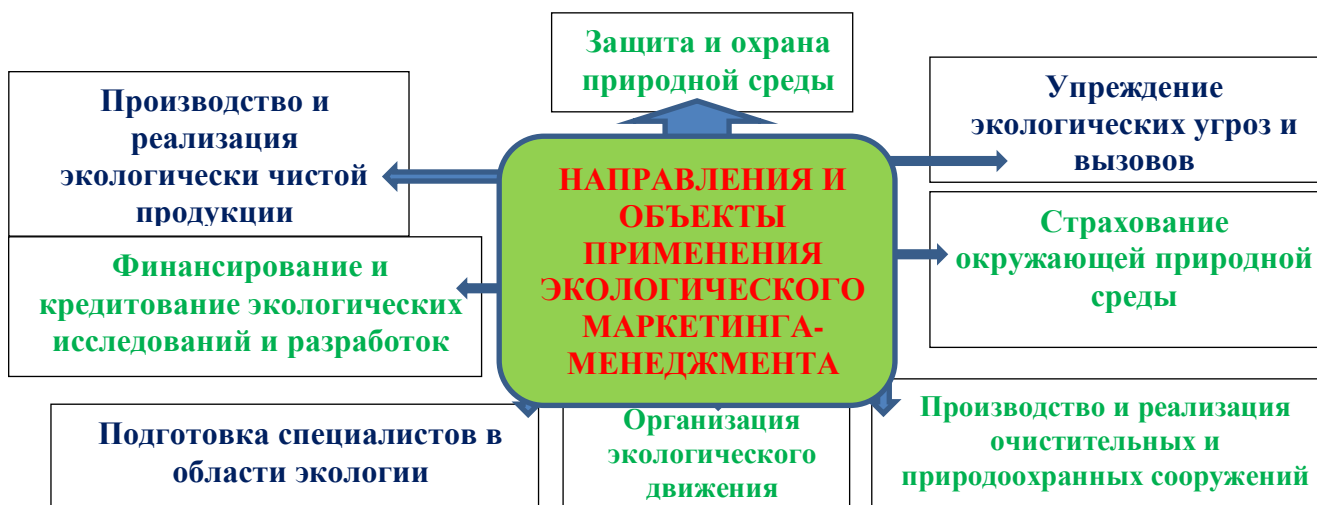 Защита и охрана
природной среды
Производство и
реализация
экологически чистой
продукции
Упреждение
экологических угроз и
вызовов
НАПРАВЛЕНИЯ И
ОБЪЕКТЫ
ПРИМЕНЕНИЯ
ЭКОЛОГИЧЕСКОГО
МАРКЕТИНГА-
МЕНЕДЖМЕНТА
Финансирование и
кредитование экологических
исследований и разработок
Страхование
окружающей природной
среды
Подготовка специалистов в
области экологии
Организация
экологического
движения
Производство и реализация
очистительных и
природоохранных сооружений